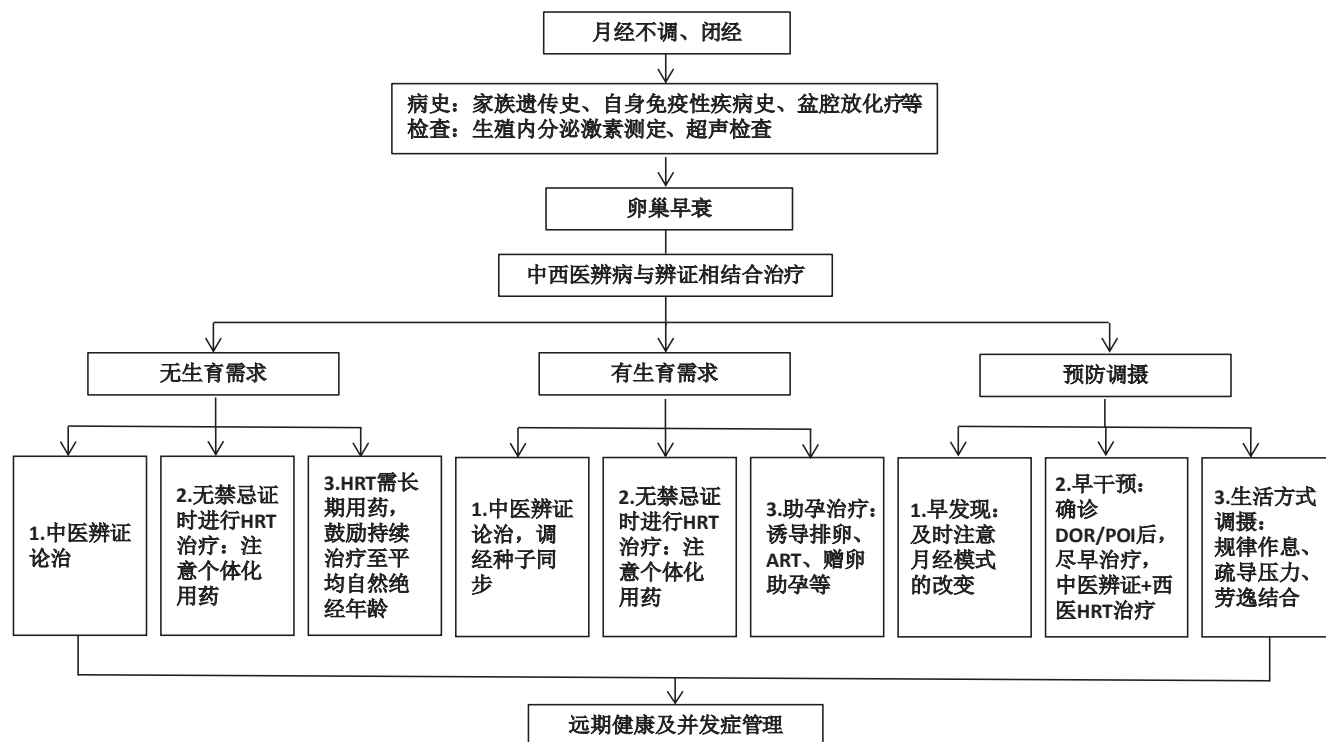 月经不调、闭经
病史：家族遗传史、自身免疫性疾病史、盆腔放化疗等
检查：生殖内分泌激素测定、超声检查
卵巢早衰
中西医辨病与辨证相结合治疗
无生育需求
有生育需求
预防调摄
1.中医辨证
论治
2.无禁忌证
时进行HRT
治疗：注
意个体化
用药
3.HRT需长
期用药，
鼓励持续
治疗至平
均自然绝
经年龄
1.中医辨证
论治，调
经种子同
步
2.无禁忌证
时进行HRT
治疗：注
意个体化
用药
3.助孕治疗：
诱导排卵、
ART、赠卵
助孕等
1.早发现：
及时注意
月经模式
的改变
2.早干预：
确诊
DOR/POI后，
尽早治疗，
中医辨证+西
医HRT治疗
3.生活方式
调摄：
规律作息、
疏导压力、
劳逸结合
远期健康及并发症管理